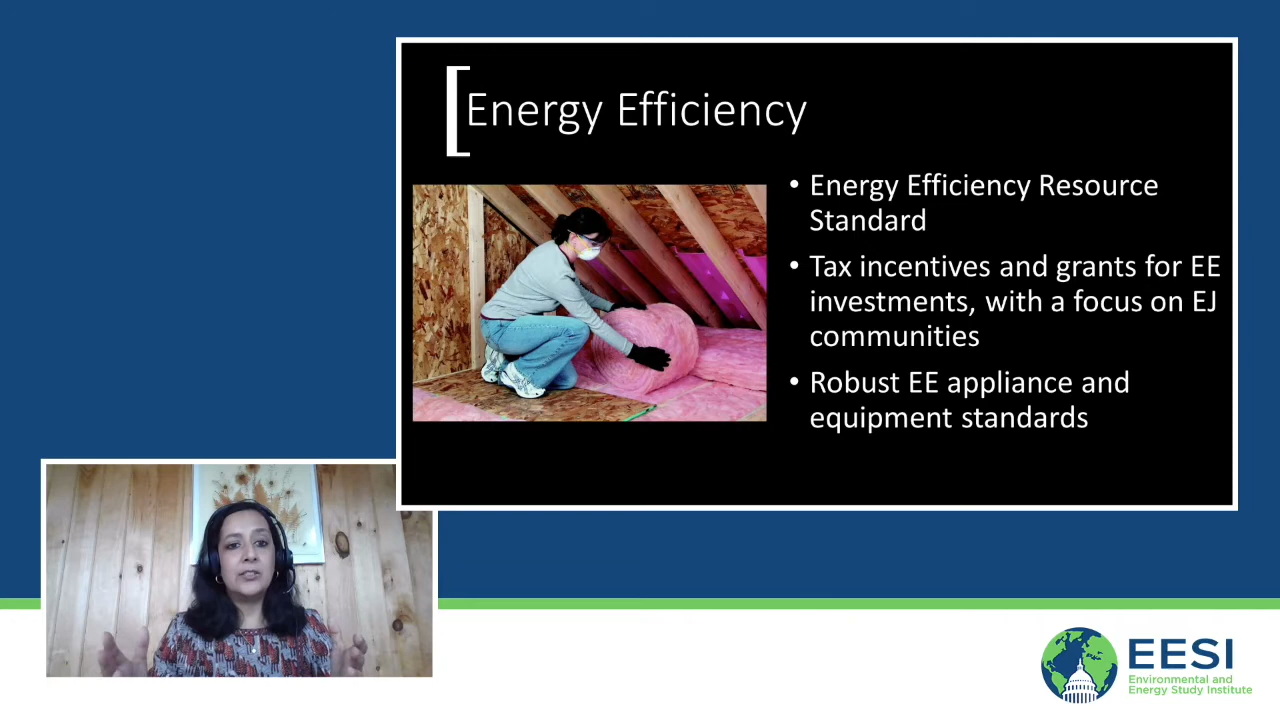 Energy Efficiency
• Energy Efficiency Resource
Standard
• Tax incentives and grants for EE
investments, with a focus on EJ
communities
• Robust EE appliance and
equipment standards
EESI
Environmental and
Energy Study Institute